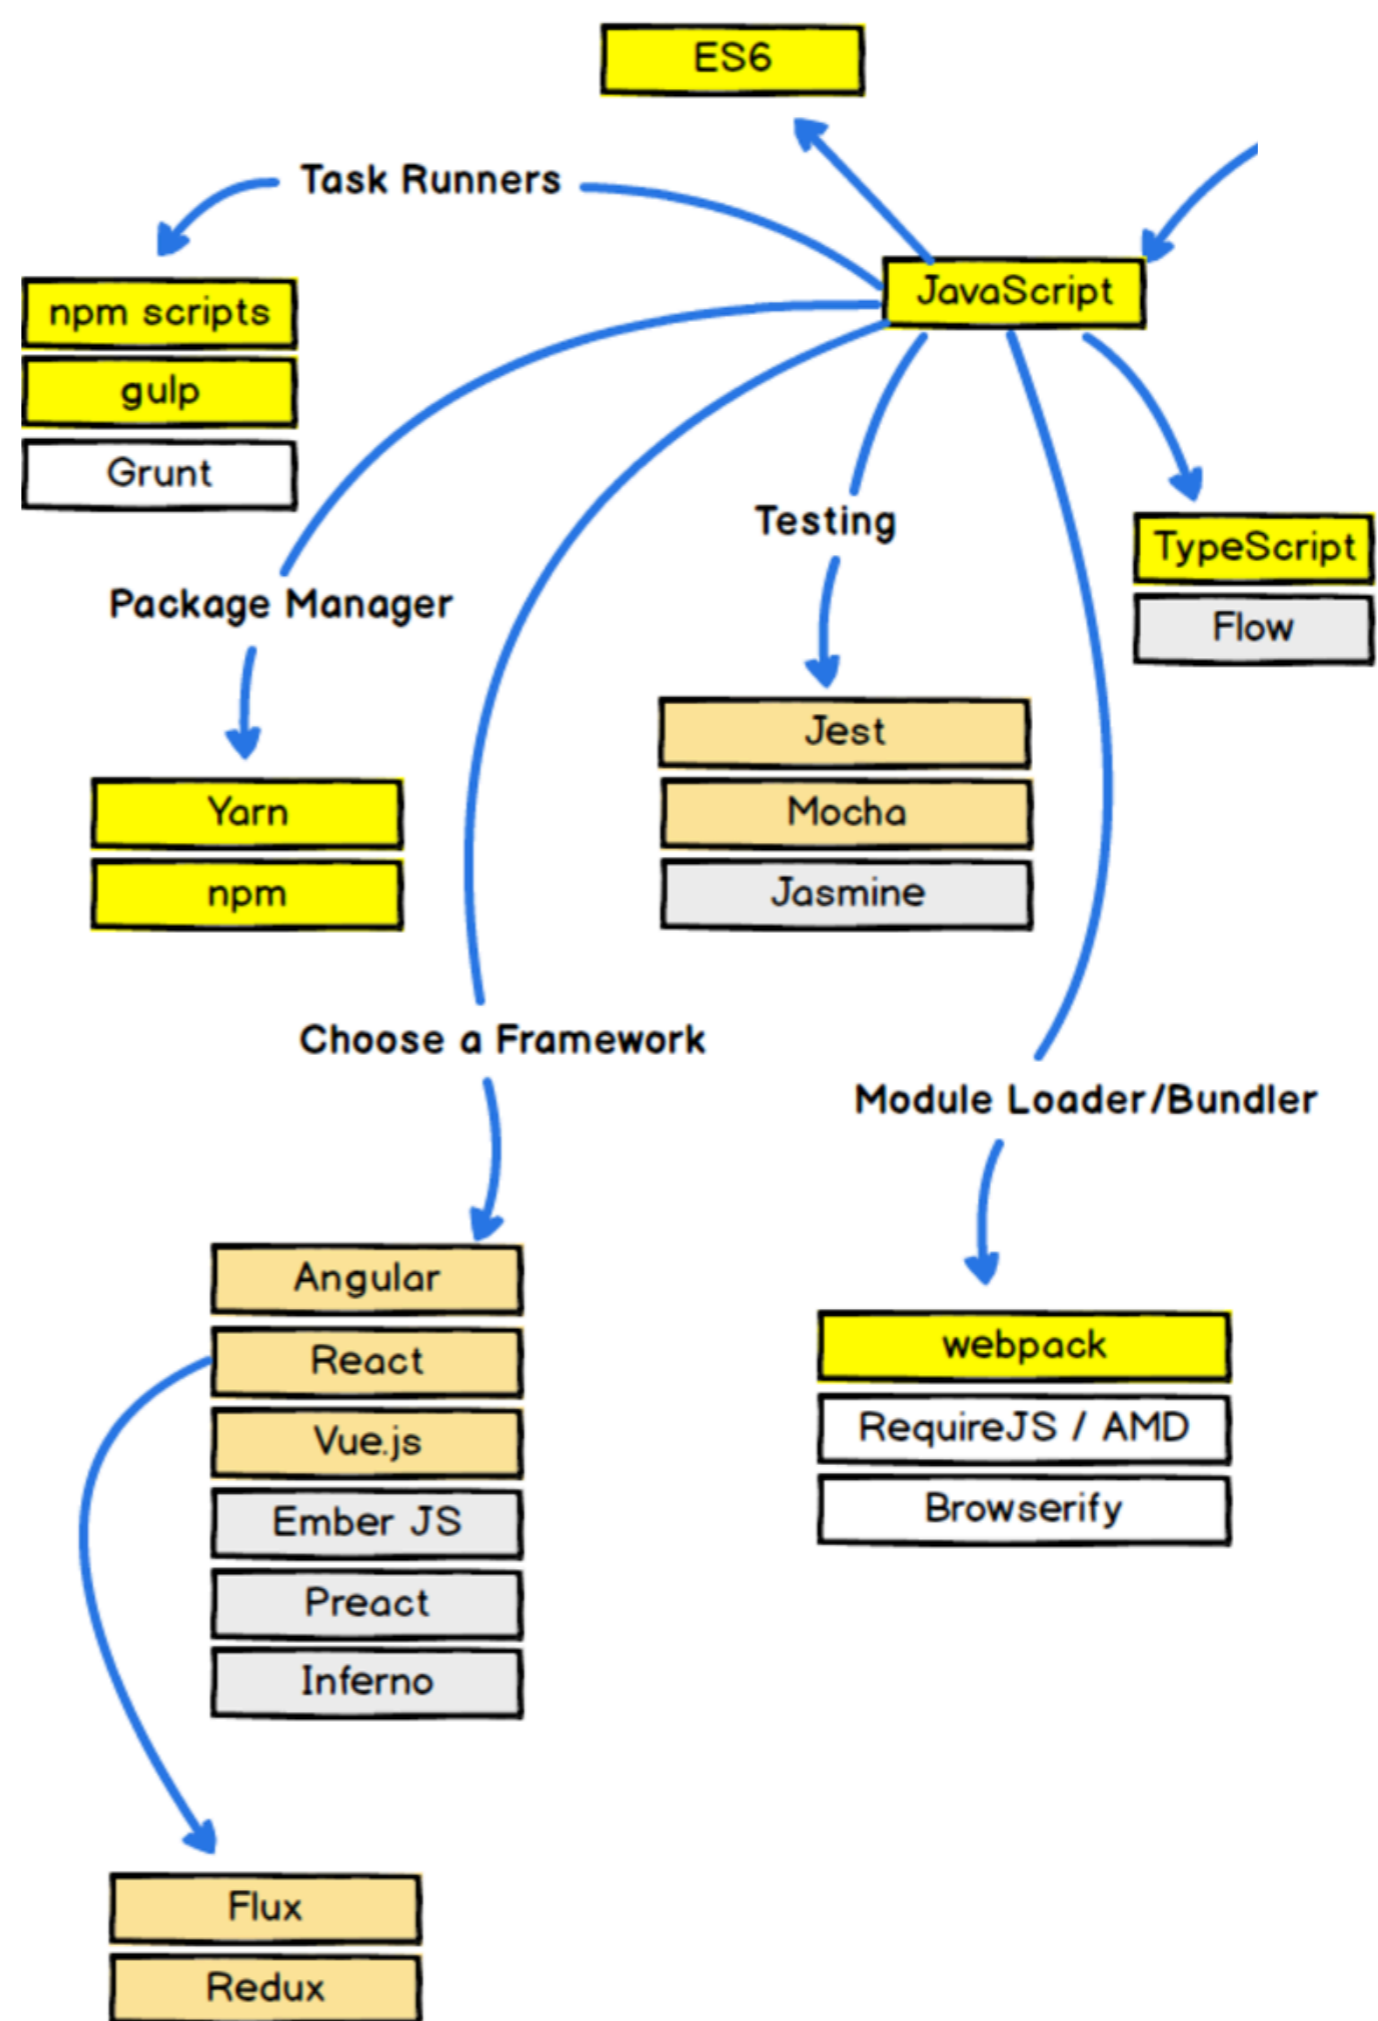 ES6
Task Runners
JavaScript
npm scripts
gulp
Grunt
Testing
TypeScript
Flow
Package Manager
Jest
Mocha
Jasmine
Yarn
npm
Choose a Framework
Module Loader/Bundler
Angular
React
Vue.js
Ember JS
Preact
Inferno
webpack
RequireJS / AMD
Browserify
Flux
Redux